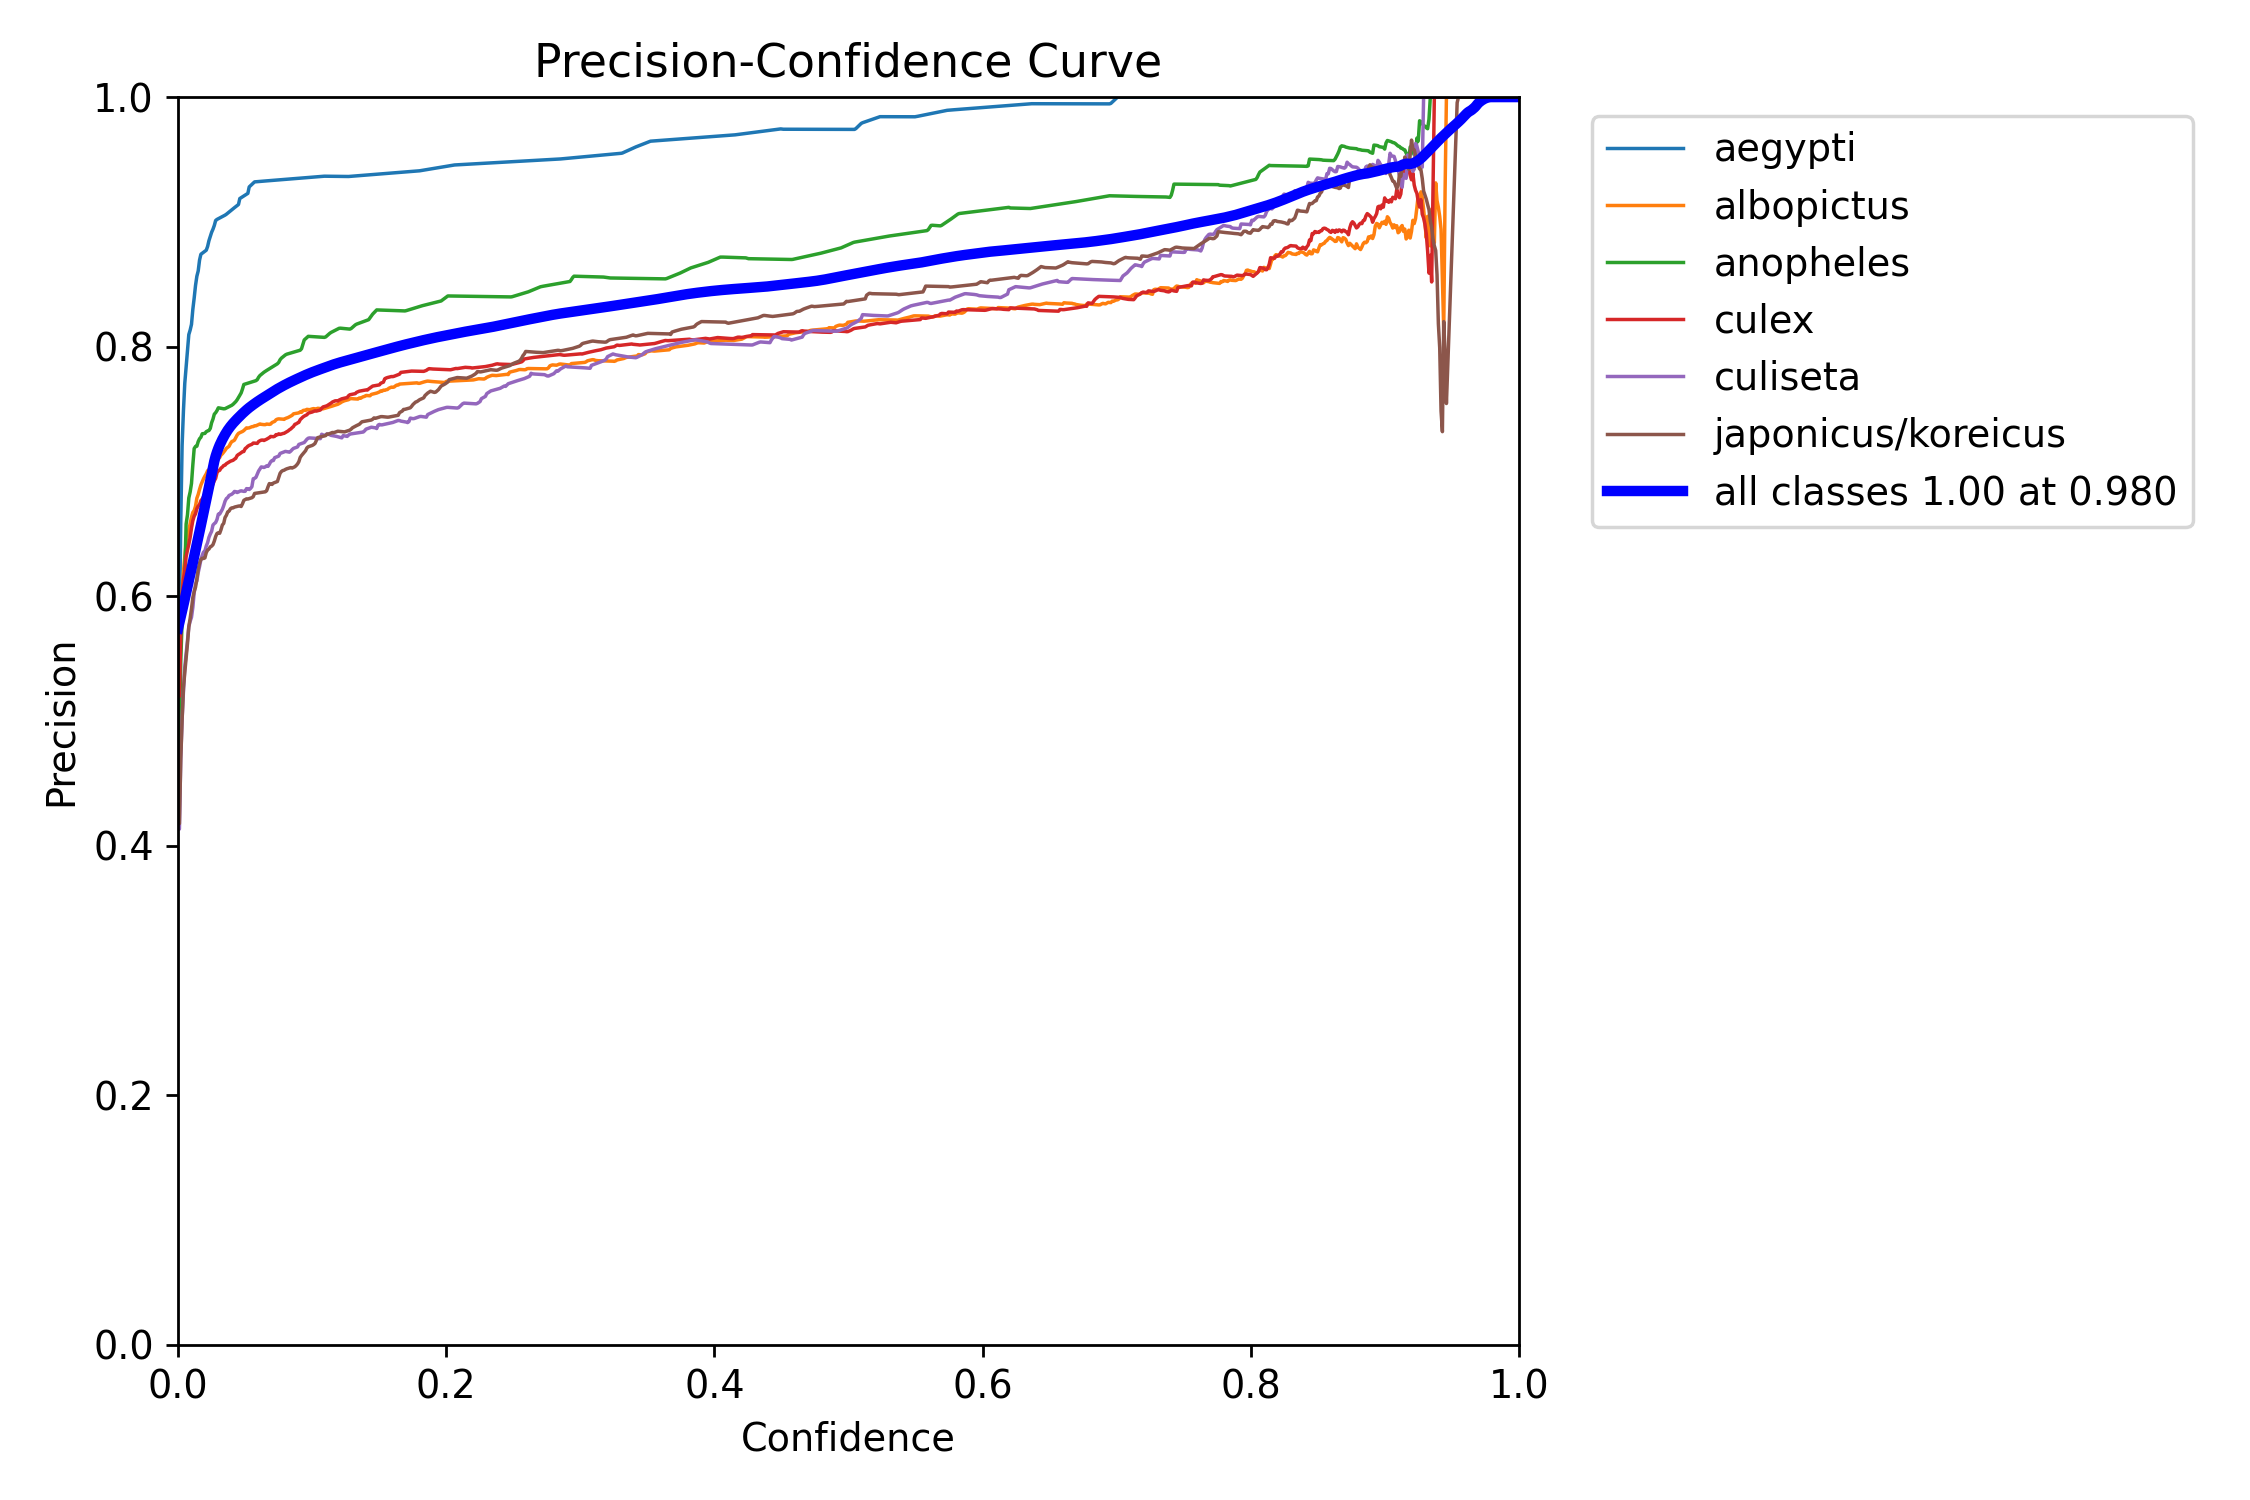 Precision-Confidence Curve
1.0
0.8
0.6
0.4
0.2
0.0
Precision
0.0 0.2 0.4 0.6 0.8 1.0
Confidence
aegypti
albopictus
anopheles
culex
culiseta
japonicus/koreicus
all classes 1.00 at 0.980